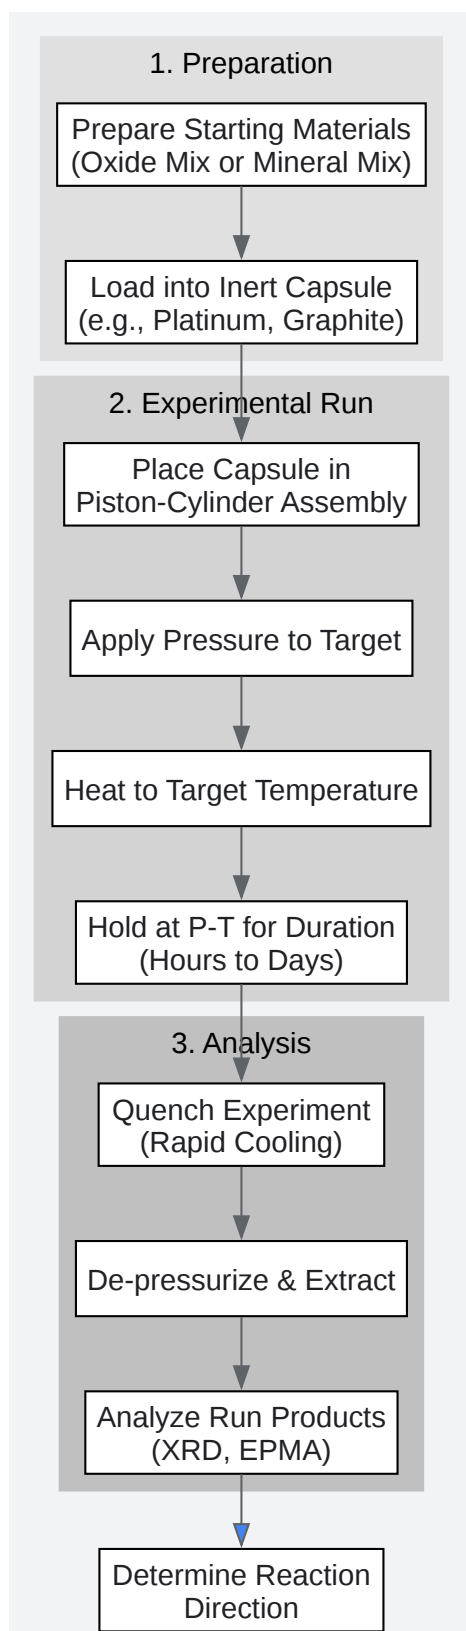 1. Preparation
Prepare Starting Materials
(Oxide Mix or Mineral Mix)
Load into Inert Capsule
(e.g., Platinum, Graphite)
2. Experimental Run
Place Capsule in
Piston-Cylinder Assembly
Apply Pressure to Target
Heat to Target Temperature
Hold at P-T for Duration
(Hours to Days)
3. Analysis
Quench Experiment
(Rapid Cooling)
De-pressurize & Extract
Analyze Run Products
(XRD, EPMA)
Determine Reaction
Direction